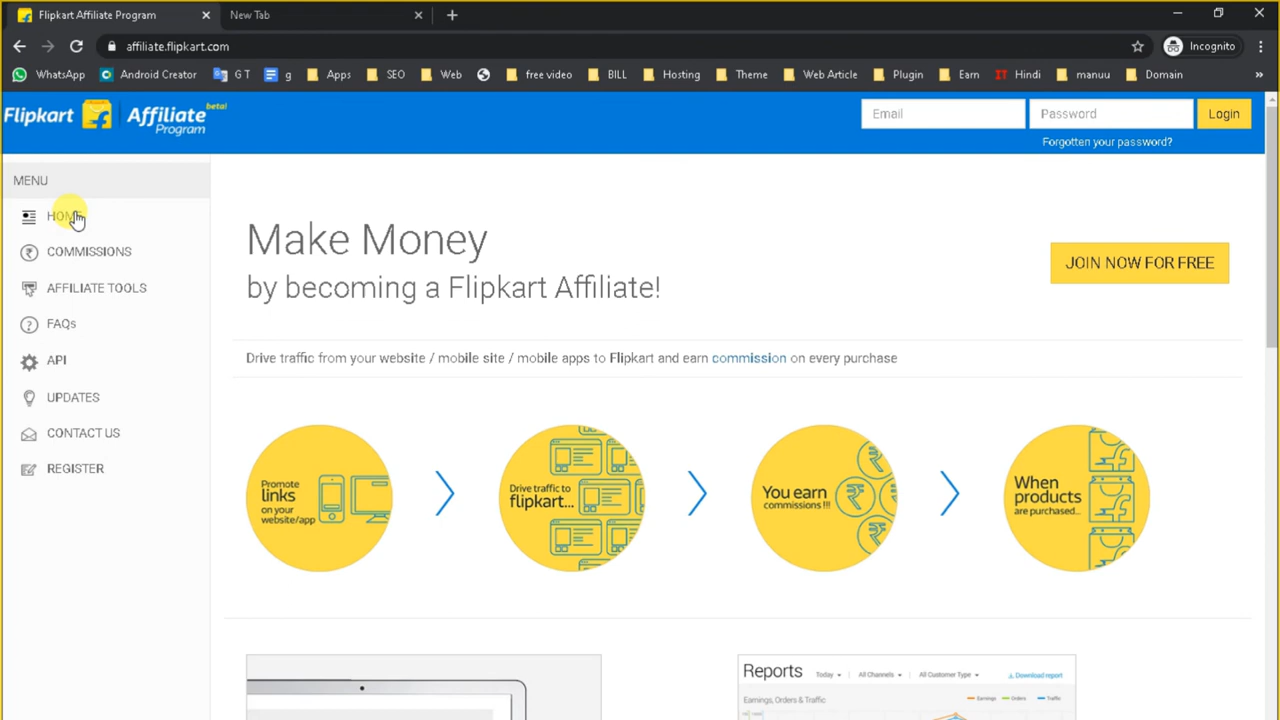 Flipkart Affiliate Program
New Tab
affiliate.flipkart.com
Incognito
WhatsApp Android Creator G T g Apps SEO Web free video BILL Hosting Theme Web Article Plugin Earn Hindi manuu Domain
Flipkart Affiliate Program beta!
Email Password Login
Forgotten your password?
MENU
HOME
COMMISSIONS
AFFILIATE TOOLS
FAQs
API
UPDATES
CONTACT US
REGISTER
Make Money
by becoming a Flipkart Affiliate!
JOIN NOW FOR FREE
Drive traffic from your website / mobile site / mobile apps to Flipkart and earn commission on every purchase
Promote
links
on your
website/app
Drive traffic to
flipkart...
You earn
commissions !!!
When
products
are purchased...
Reports Today All Channels All Customer Type Download report
Earnings, Orders & Traffic Earnings Orders Traffic